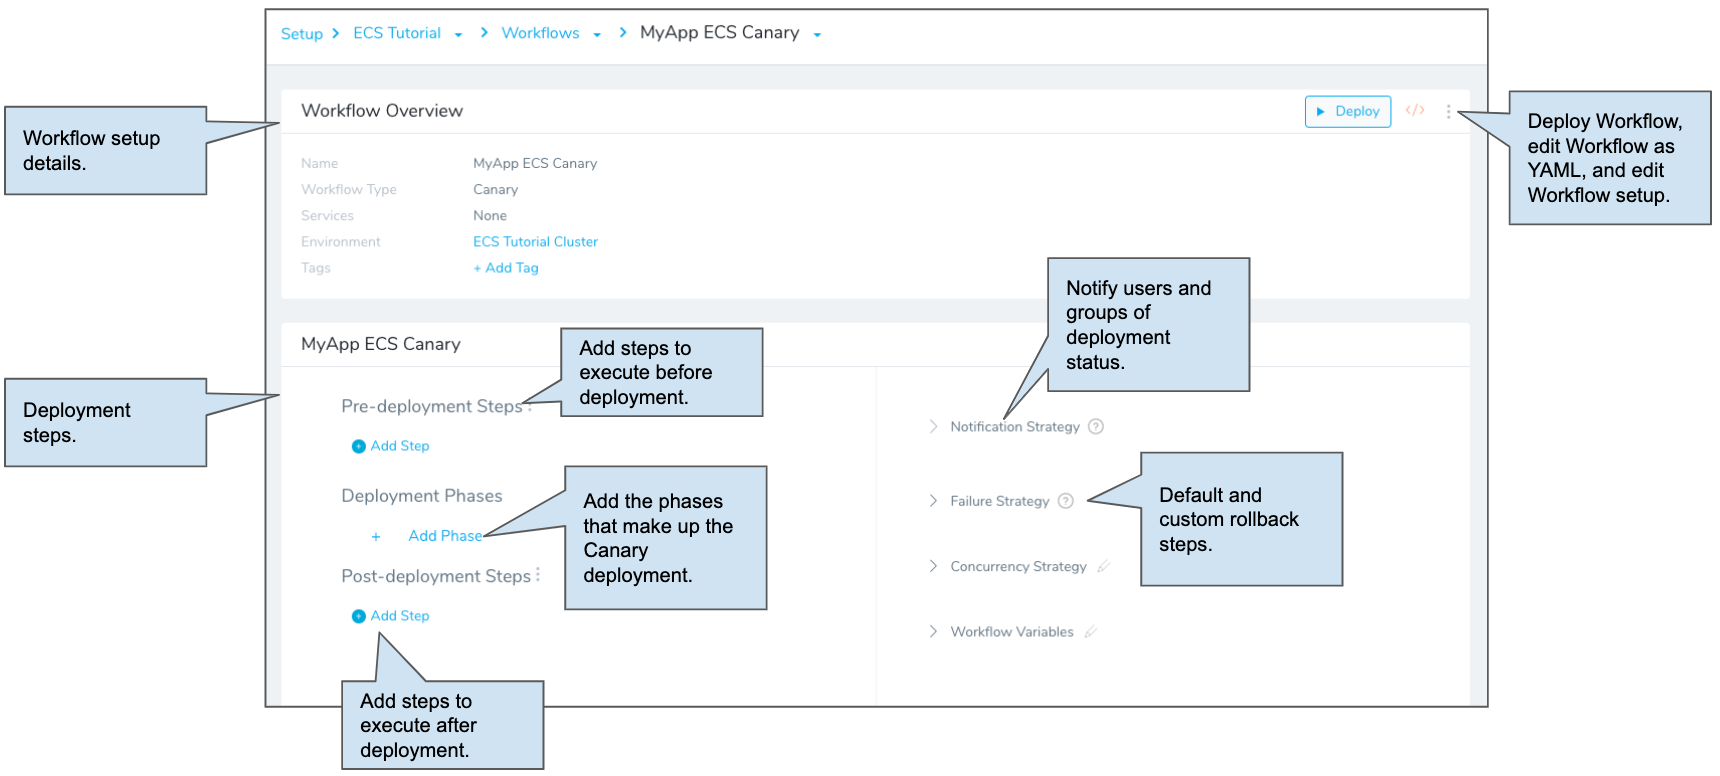 Setup > ECS Tutorial > Workflows > MyApp ECS Canary
Workflow Overview
Deploy </>
Name MyApp ECS Canary
Workflow Type Canary
Services None
Environment ECS Tutorial Cluster
Tags + Add Tag
Workflow setup
details.
Deploy Workflow,
edit Workflow as
YAML, and edit
Workflow setup.
MyApp ECS Canary
Deployment
steps.
Pre-deployment Steps
Add steps to
execute before
deployment.
+ Add Step
Deployment Phases
+ Add Phase
Add the phases
that make up the
Canary
deployment.
Post-deployment Steps
+ Add Step
Add steps to
execute after
deployment.
Notify users and
groups of
deployment
status.
> Notification Strategy ?
> Failure Strategy ?
Default and
custom rollback
steps.
> Concurrency Strategy
> Workflow Variables